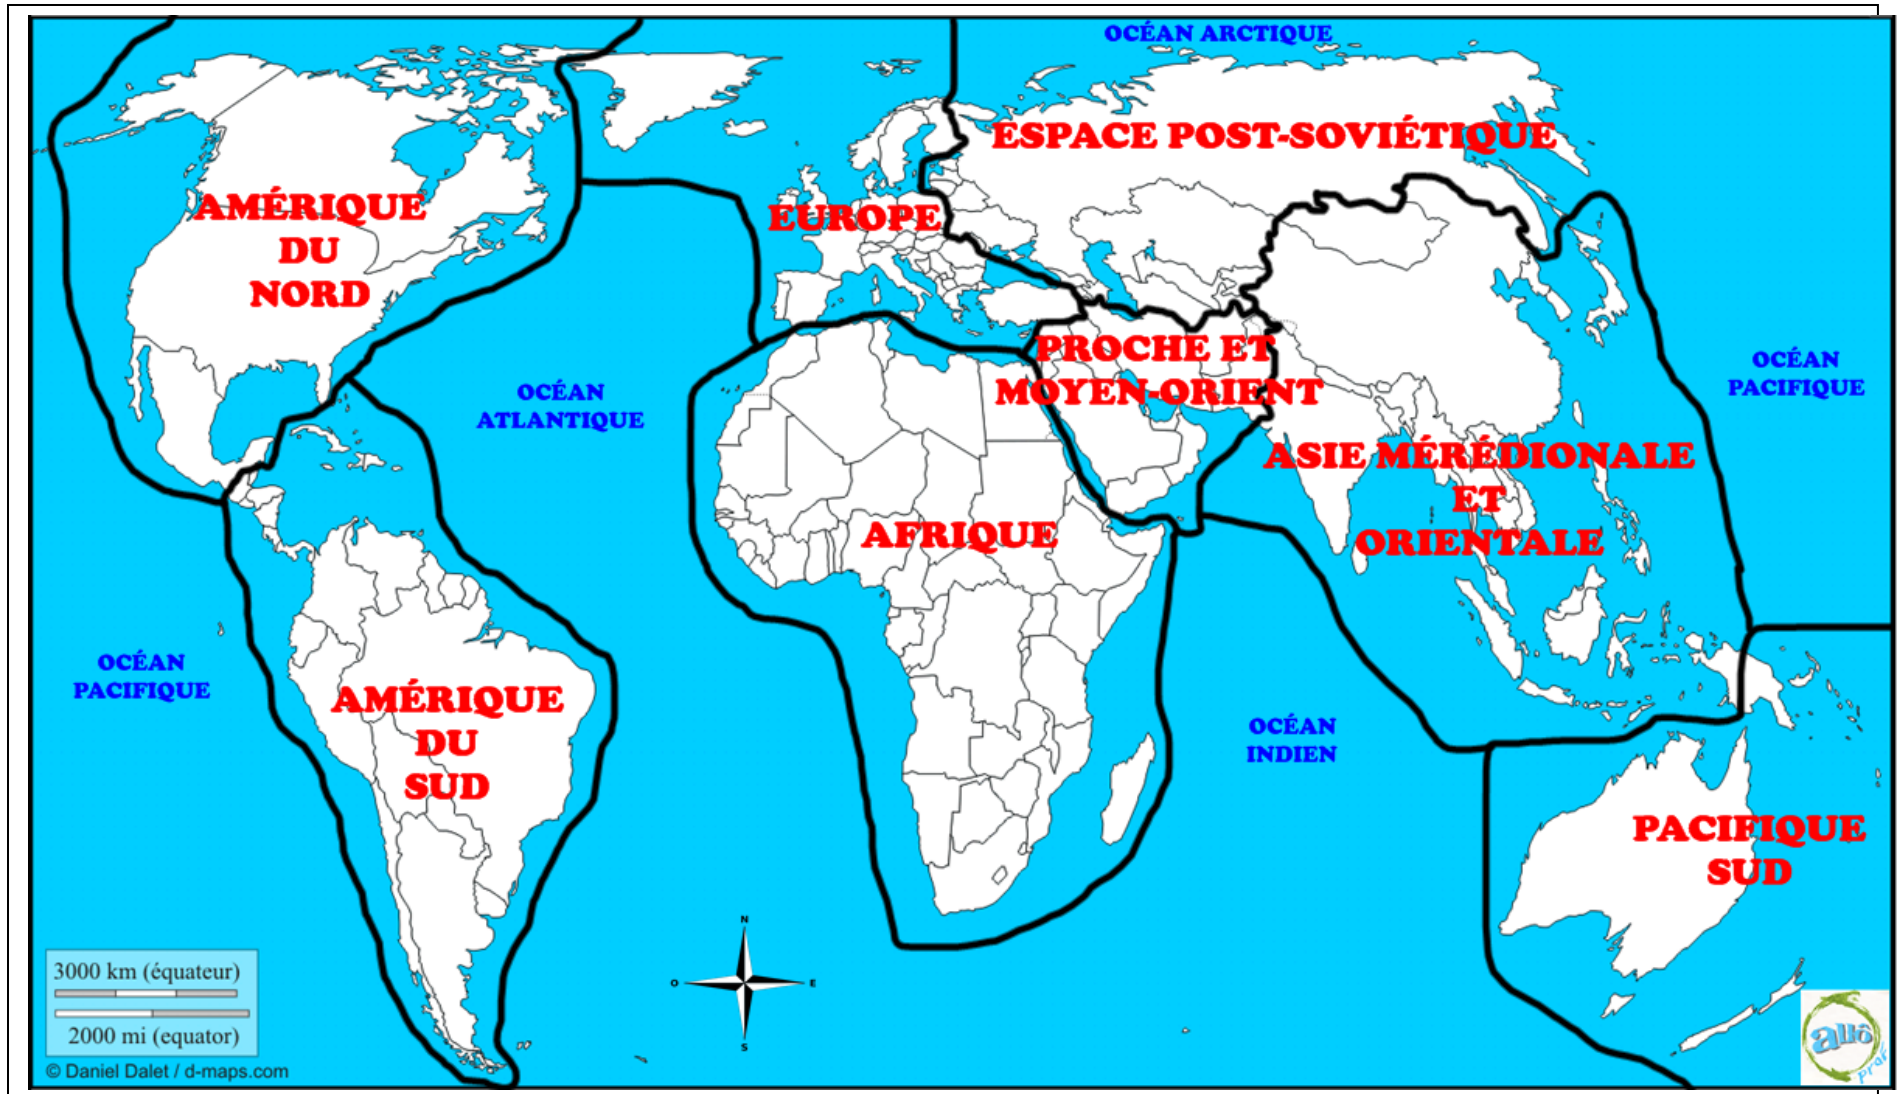 OCÉAN ARCTIQUE
ESPACE POST-SOVIÉTIQUE
AMÉRIQUE
DU
NORD
EUROPE
PROCHE ET
MOYEN-ORIENT
OCÉAN
ATLANTIQUE
OCÉAN
PACIFIQUE
ASIE MÉRÉDIONALE
ET
ORIENTALE
AFRIQUE
OCÉAN
PACIFIQUE
AMÉRIQUE
DU
SUD
OCÉAN
INDIEN
PACIFIQUE
SUD
N
O
E
S
3000 km (équateur)
2000 mi (equator)
© Daniel Dalet / d-maps.com
allô
prof